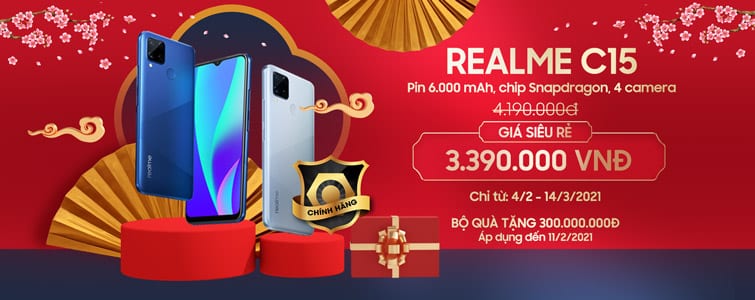 REALME C15
Pin 6.000 mAh, chip Snapdragon, 4 camera
4.190.000đ
GIÁ SIÊU RẺ
3.390.000 VNĐ
Chỉ từ: 4/2 - 14/3/2021
BỘ QUÀ TẶNG 300.000.000Đ
Áp dụng đến 11/2/2021
CHÍNH HÃNG
realme
realme